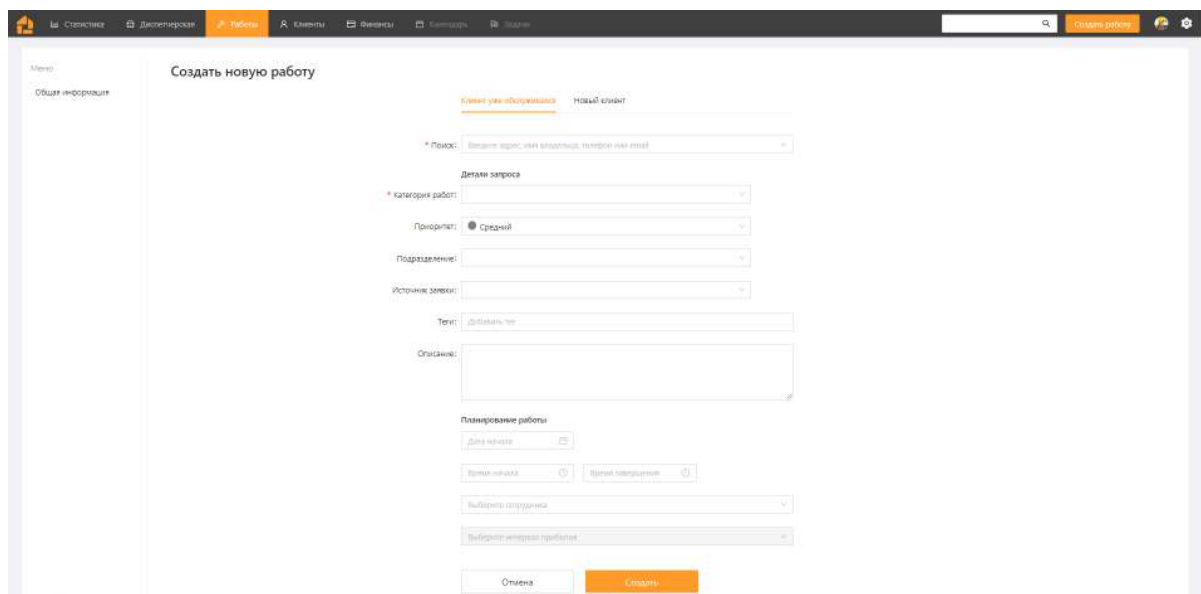 Статистика Диспетчерская Работы Клиенты Финансы Календарь Задачи Создать работу
Меню
Общая информация
Создать новую работу
Клиент уже обслуживался Новый клиент
* Поиск: Введите адрес, имя владельца, телефон или email
Детали запроса
* Категория работ:
Приоритет: Средний
Подразделение:
Источник заявки:
Теги: Добавить тег
Описание:
Планирование работы
Дата начала
Время начала Время завершения
Выберите сотрудника
Выберите интервал прибытия
Отмена Создать